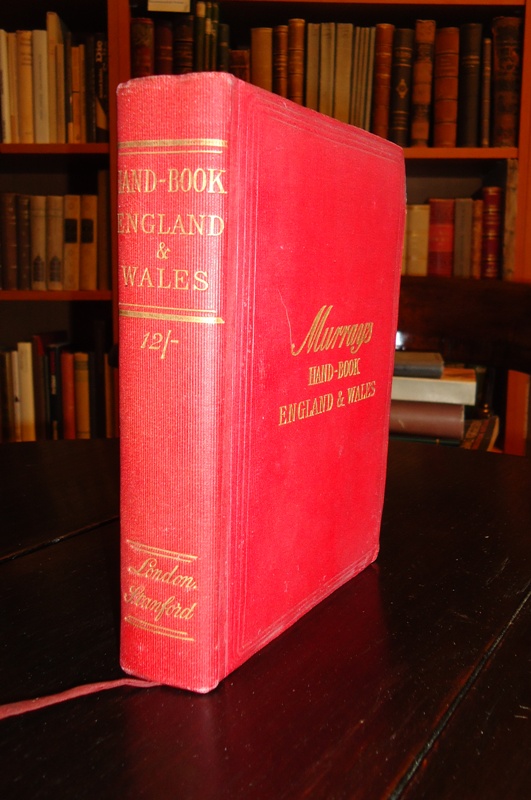 HAND-BOOK
ENGLAND
&
WALES
12/-
London,
Stanford
Murray's
HAND-BOOK
ENGLAND & WALES